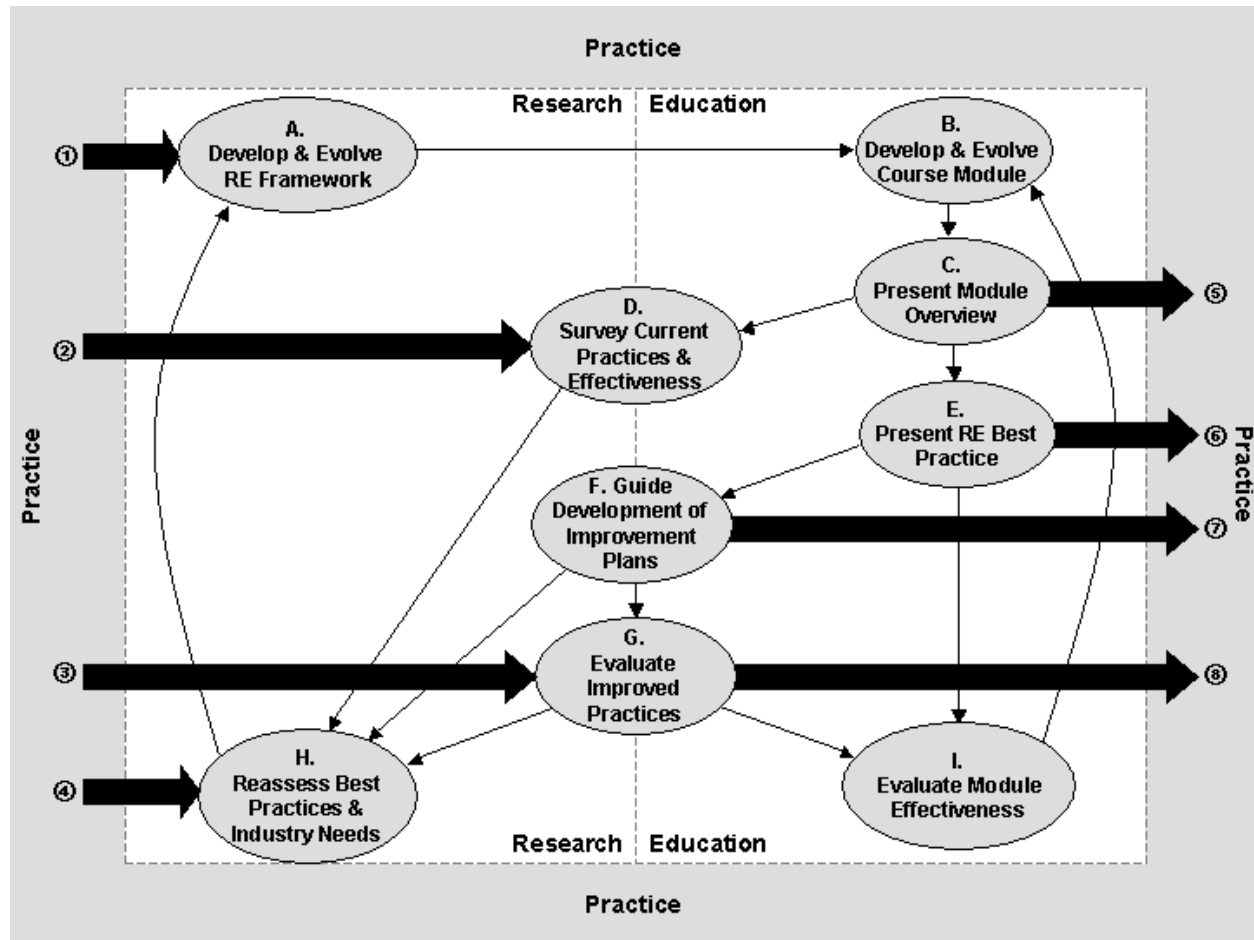 Practice
Research
Education
A.
Develop & Evolve
RE Framework
B.
Develop & Evolve
Course Module
①
C.
Present Module
Overview
⑤
D.
Survey Current
Practices &
Effectiveness
②
E.
Present RE Best
Practice
⑥
Practice
Practice
F. Guide
Development of
Improvement
Plans
⑦
G.
Evaluate
Improved
Practices
③
⑧
H.
Reassess Best
Practices &
Industry Needs
④
I.
Evaluate Module
Effectiveness
Research
Education
Practice